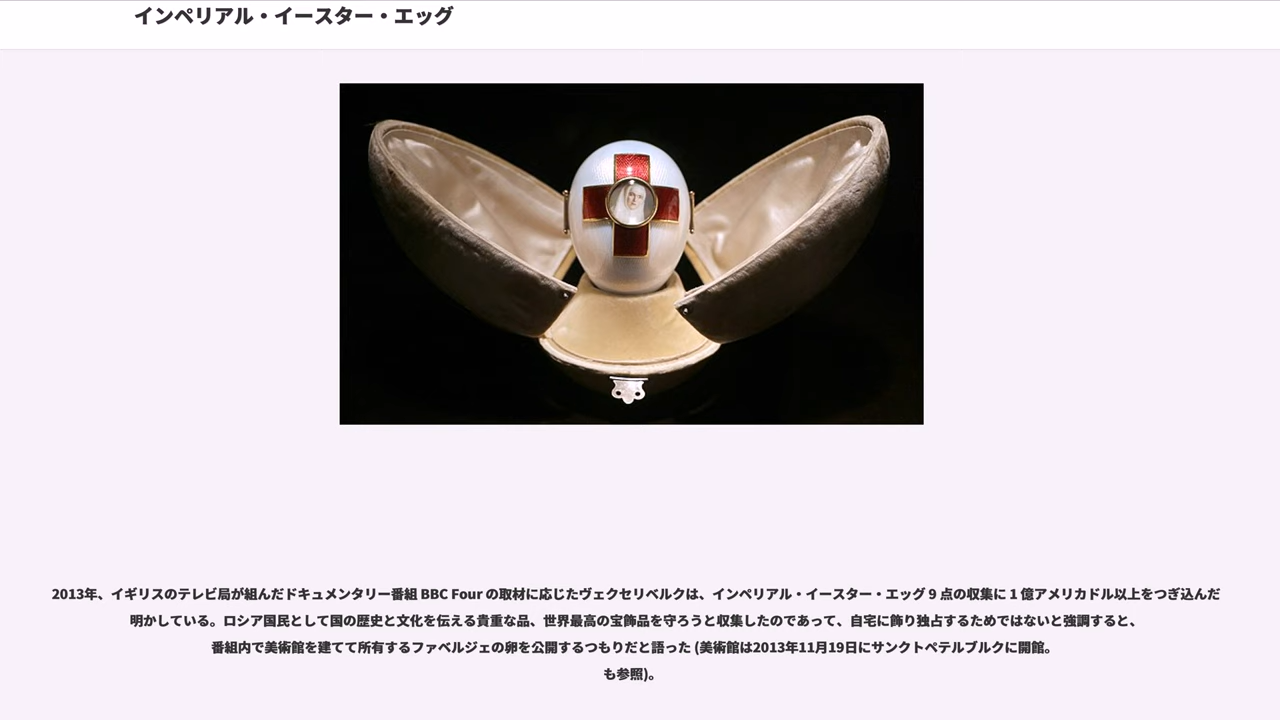 インペリアル・イースター・エッグ
2013年、イギリスのテレビ局が組んだドキュメンタリー番組 BBC Four の取材に応じたヴェクセリベルクは、インペリアル・イースター・エッグ 9 点の収集に 1 億アメリカドル以上をつぎ込んだ
明かしている。ロシア国民として国の歴史と文化を伝える貴重な品、世界最高の宝飾品を守ろうと収集したのであって、自宅に飾り独占するためではないと強調すると、
番組内で美術館を建てて所有するファベルジェの卵を公開するつもりだと語った (美術館は2013年11月19日にサンクトペテルブルクに開館。
も参照)。